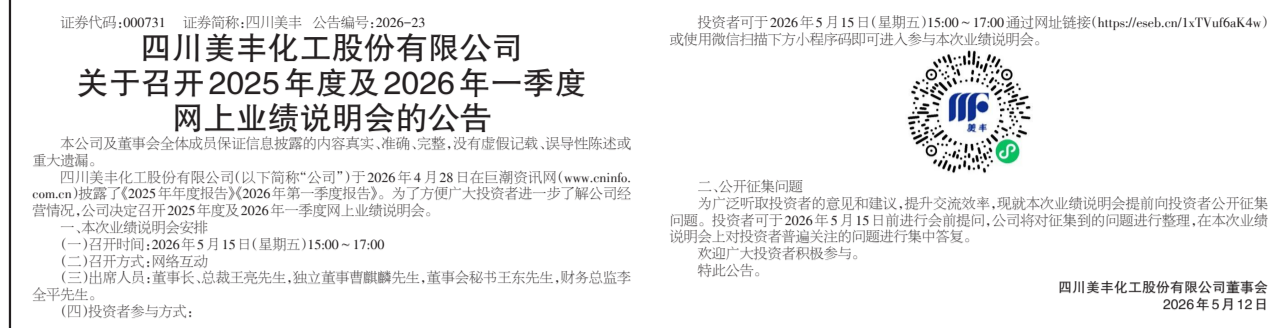 证券代码:000731 证券简称:四川美丰 公告编号:2026-23
四川美丰化工股份有限公司
关于召开2025年度及2026年一季度
网上业绩说明会的公告
本公司及董事会全体成员保证信息披露的内容真实、准确、完整,没有虚假记载、误导性陈述或
重大遗漏。
四川美丰化工股份有限公司(以下简称“公司”)于2026年4月28日在巨潮资讯网(www.cninfo.
com.cn)披露了《2025年年度报告》《2026年第一季度报告》。为了方便广大投资者进一步了解公司经
营情况,公司决定召开2025年度及2026年一季度网上业绩说明会。
一、本次业绩说明会安排
(一)召开时间:2026年5月15日(星期五)15:00~17:00
(二)召开方式:网络互动
(三)出席人员:董事长、总裁王亮先生,独立董事曹麒麟先生,董事会秘书王东先生,财务总监李
全平先生。
(四)投资者参与方式:
投资者可于2026年5月15日(星期五)15:00~17:00通过网址链接(https://eseb.cn/1xTVuf6aK4w)
或使用微信扫描下方小程序码即可进入参与本次业绩说明会。
美丰
二、公开征集问题
为广泛听取投资者的意见和建议,提升交流效率,现就本次业绩说明会提前向投资者公开征集
问题。投资者可于2026年5月15日前进行会前提问,公司将对征集到的问题进行整理,在本次业绩
说明会上对投资者普遍关注的问题进行集中答复。
欢迎广大投资者积极参与。
特此公告。
四川美丰化工股份有限公司董事会
2026年5月12日